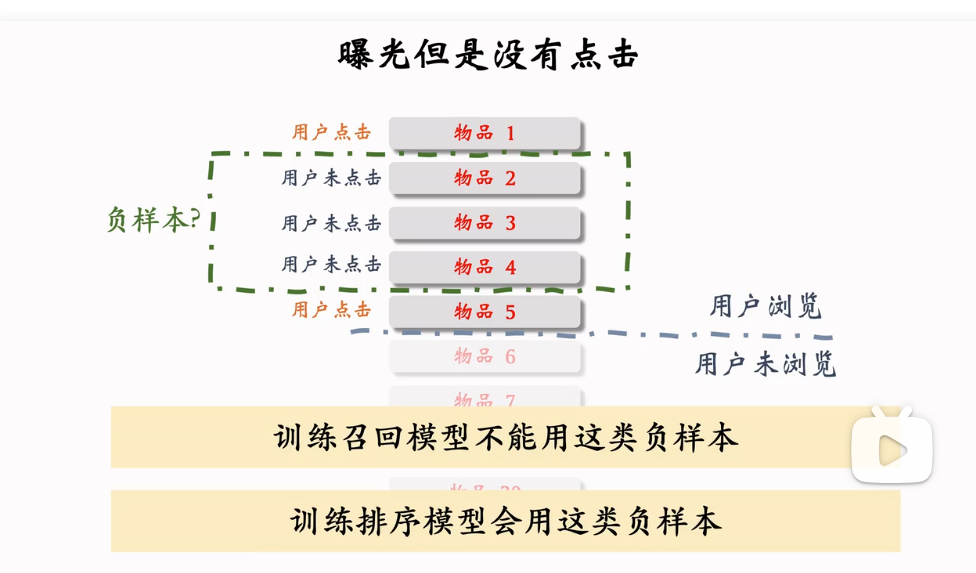 曝光但是没有点击
用户点击 物品 1
用户未点击 物品 2
负样本?
用户未点击 物品 3
用户未点击 物品 4
用户点击 物品 5
用户浏览
用户未浏览
物品 6
物品 7
训练召回模型不能用这类负样本
训练排序模型会用这类负样本